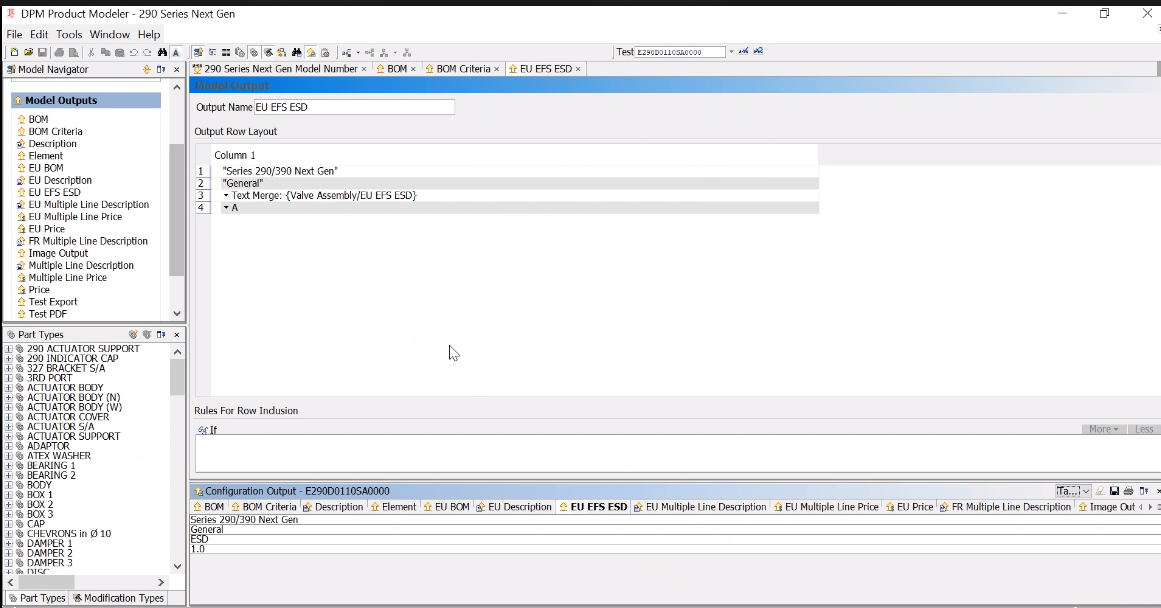 DPM Product Modeler - 290 Series Next Gen
File Edit Tools Window Help
Test E290D0110SA0000
Model Navigator
Model Outputs
BOM
BOM Criteria
Description
Element
EU BOM
EU Description
EU EFS ESD
EU Multiple Line Description
EU Multiple Line Price
EU Price
FR Multiple Line Description
Image Output
Multiple Line Description
Multiple Line Price
Price
Test Export
Test PDF
Part Types
290 ACTUATOR SUPPORT
290 INDICATOR CAP
327 BRACKET S/A
3RD PORT
ACTUATOR BODY
ACTUATOR BODY (N)
ACTUATOR BODY (W)
ACTUATOR COVER
ACTUATOR S/A
ACTUATOR SUPPORT
ADAPTOR
ATEX WASHER
BEARING 1
BEARING 2
BODY
BOX 1
BOX 2
BOX 3
CAP
CHEVRONS in Ø 10
DAMPER 1
DAMPER 2
DAMPER 3
DISC
Part Types Modification Types
290 Series Next Gen Model Number BOM BOM Criteria EU EFS ESD
Model Output
Output Name EU EFS ESD
Output Row Layout
Column 1
1 "Series 290/390 Next Gen"
2 "General"
3 Text Merge: {Valve Assembly/EU EFS ESD}
4 A
Rules For Row Inclusion
If
More Less
Configuration Output - E290D0110SA0000
Ta...
BOM BOM Criteria Description Element EU BOM EU Description EU EFS ESD EU Multiple Line Description EU Multiple Line Price EU Price FR Multiple Line Description Image Out
Series 290/390 Next Gen
General
ESD
1.0